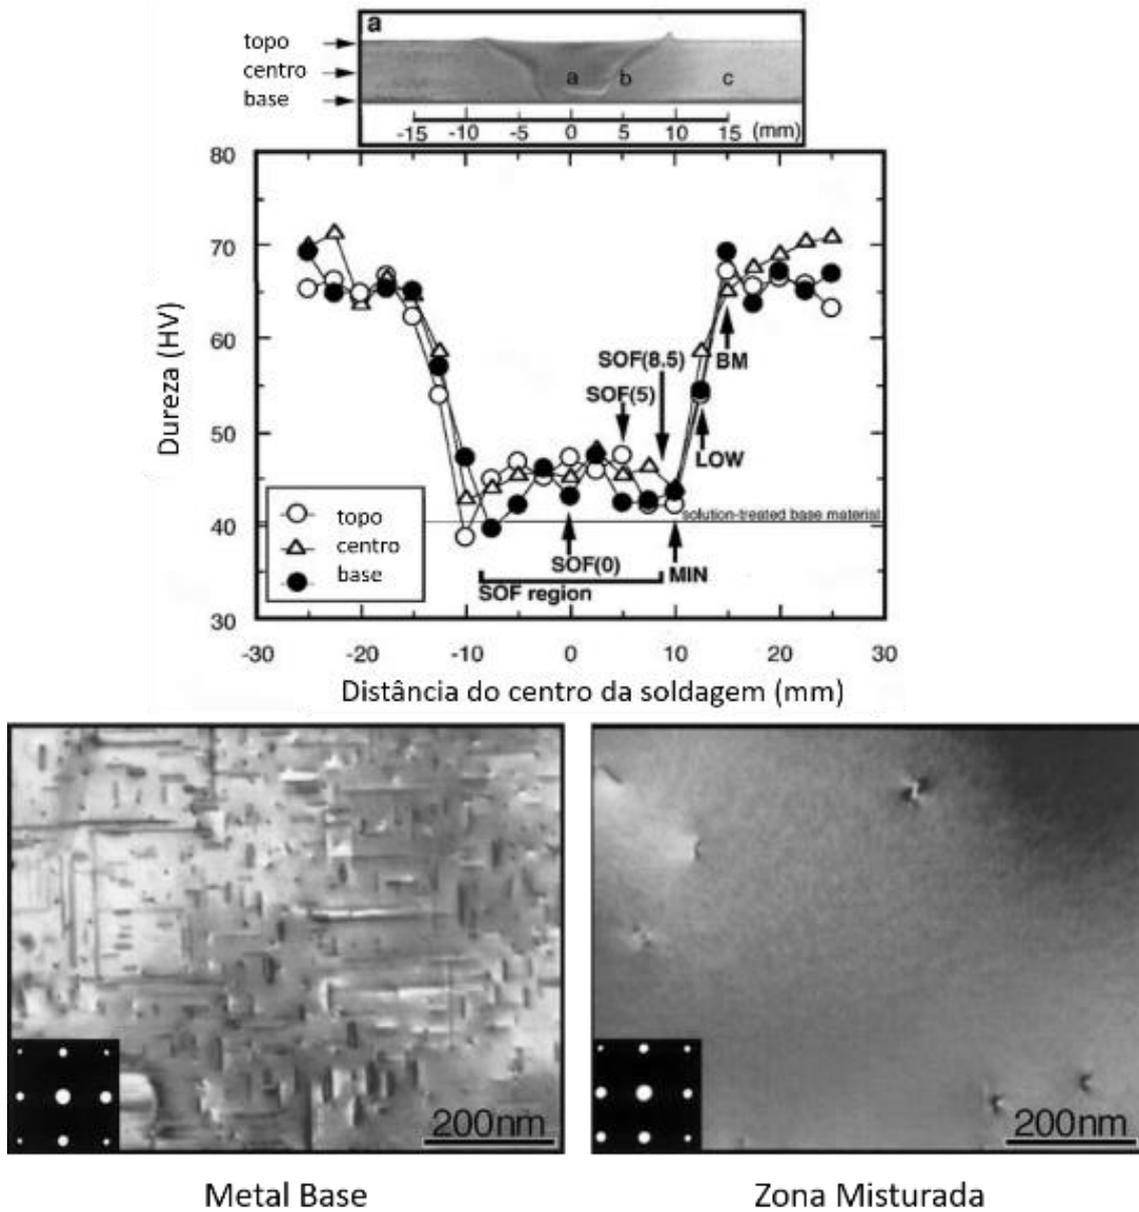 a
topo
centro
base
a b c
-15 -10 -5 0 5 10 15 (mm)
80
70
60
50
40
30
Dureza (HV)
SOF(8.5)
BM
SOF(5)
LOW
solution-treated base material
topo
centro
base
SOF(0)
MIN
SOF region
-30 -20 -10 0 10 20 30
Distância do centro da soldagem (mm)
200nm
200nm
Metal Base
Zona Misturada